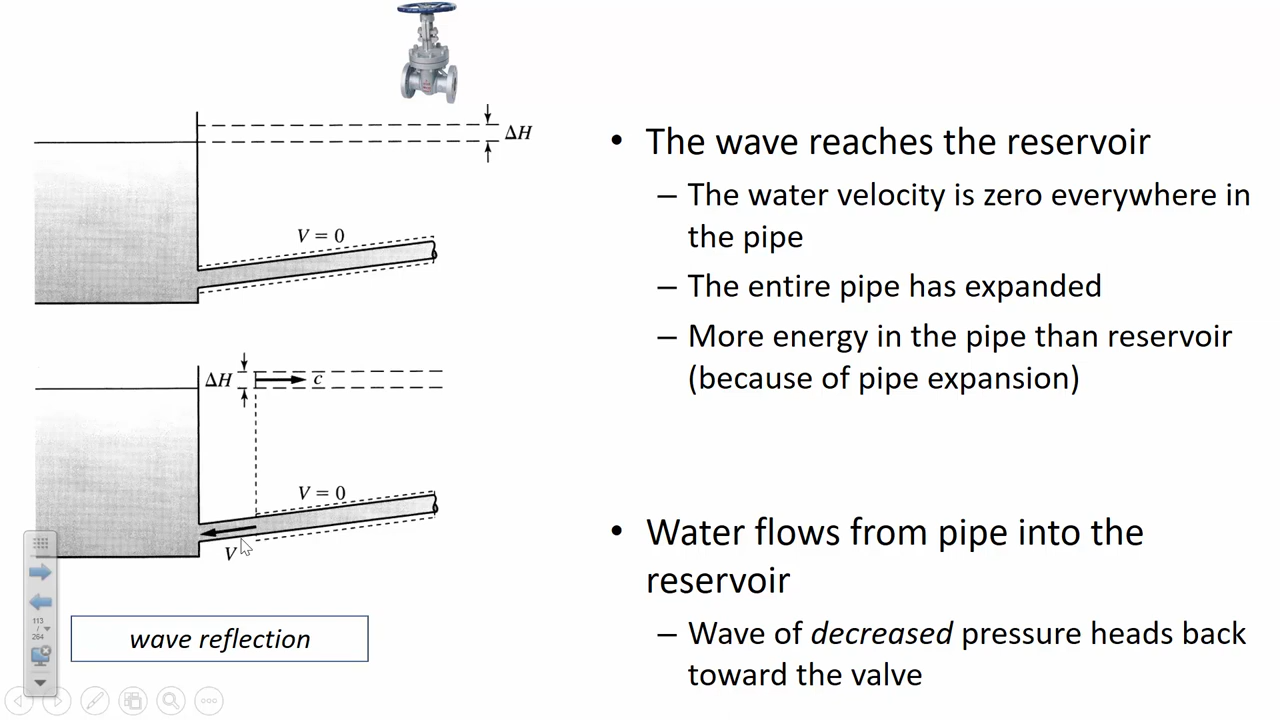 ΔH
V = 0
ΔH
c
V = 0
V
wave reflection
113
/
264
• The wave reaches the reservoir
– The water velocity is zero everywhere in
the pipe
– The entire pipe has expanded
– More energy in the pipe than reservoir
(because of pipe expansion)
• Water flows from pipe into the
reservoir
– Wave of decreased pressure heads back
toward the valve